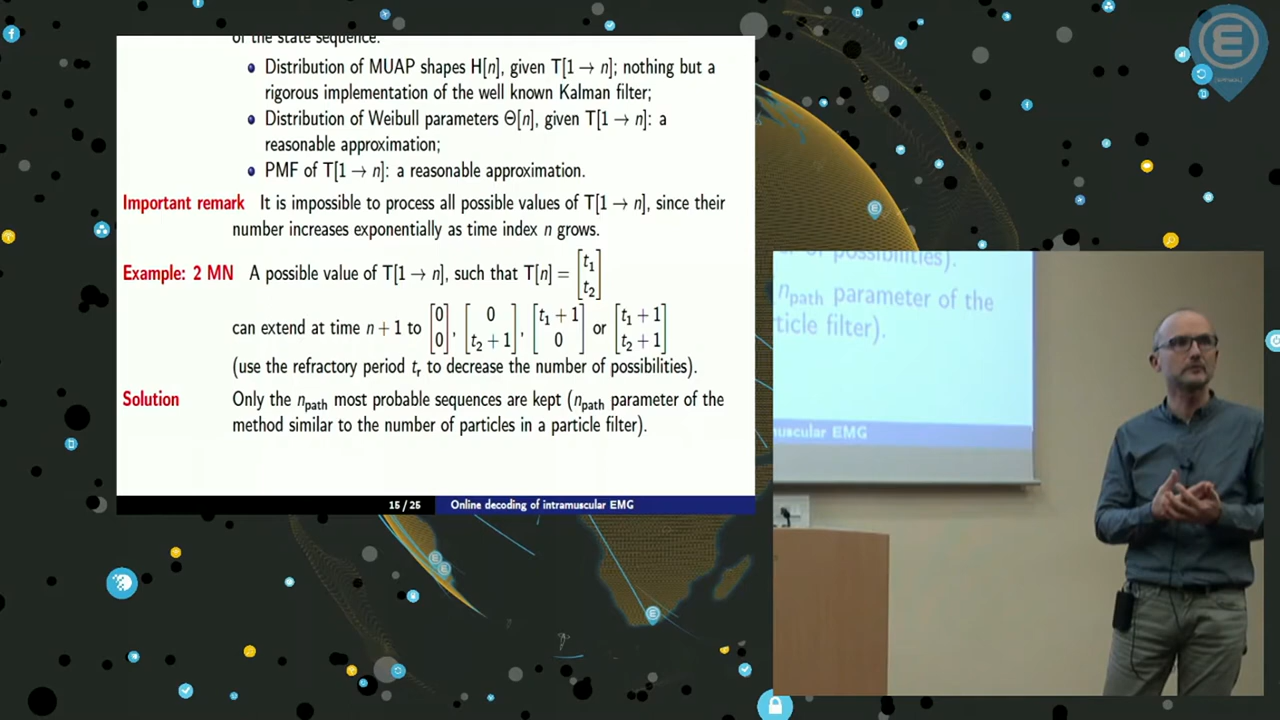 of the state sequence.
• Distribution of MUAP shapes H[n], given T[1 → n]; nothing but a
rigorous implementation of the well known Kalman filter;
• Distribution of Weibull parameters Θ[n], given T[1 → n]: a
reasonable approximation;
• PMF of T[1 → n]: a reasonable approximation.
Important remark It is impossible to process all possible values of T[1 → n], since their
number increases exponentially as time index n grows.
Example: 2 MN A possible value of T[1 → n], such that T[n] = [t₁ t₂]
can extend at time n + 1 to [0 0], [0 t₂ + 1], [t₁ + 1 0] or [t₁ + 1 t₂ + 1]
(use the refractory period tᵣ to decrease the number of possibilities).
Solution Only the n_path most probable sequences are kept (n_path parameter of the
method similar to the number of particles in a particle filter).
15 / 25 Online decoding of intramuscular EMG
of possibilities).
n_path parameter of the
ticle filter).
muscular EMG